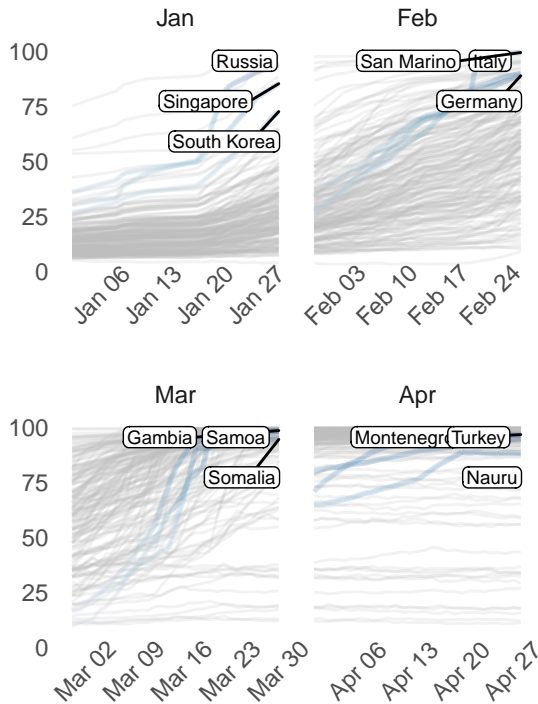 Jan
Feb
100
75
50
25
0
Russia
Singapore
South Korea
San Marino
Italy
Germany
Jan 06
Jan 13
Jan 20
Jan 27
Feb 03
Feb 10
Feb 17
Feb 24
Mar
Apr
100
75
50
25
0
Gambia
Samoa
Somalia
Montenegro
Turkey
Nauru
Mar 02
Mar 09
Mar 16
Mar 23
Mar 30
Apr 06
Apr 13
Apr 20
Apr 27